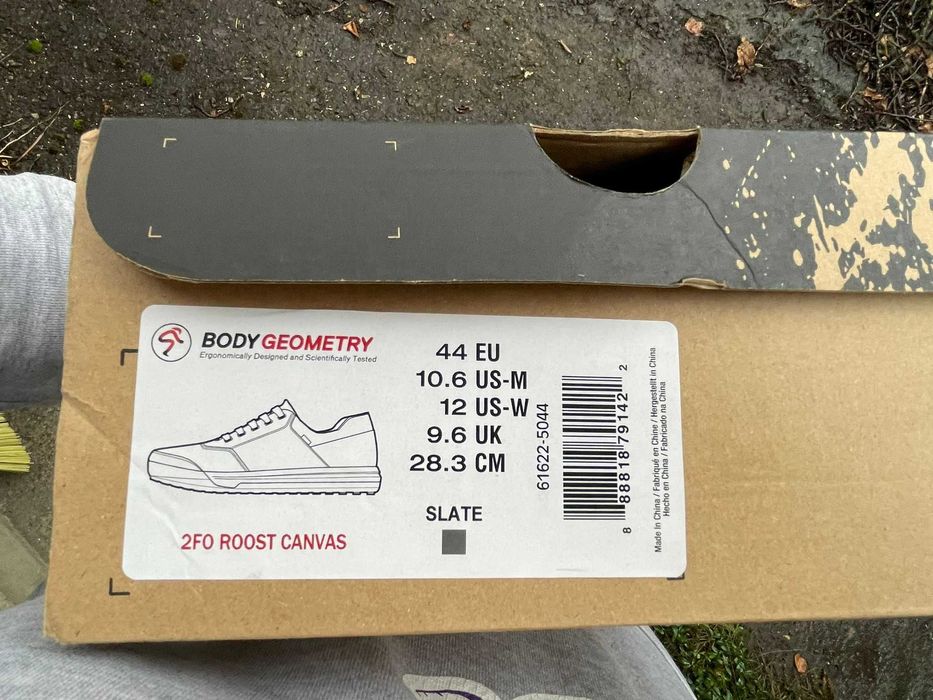 BODY GEOMETRY
Ergonomically Designed and Scientifically Tested
44 EU
10.6 US-M
12 US-W
9.6 UK
28.3 CM
SLATE
2FO ROOST CANVAS
61622-5044
8 88818 79142 2
Made In China / Fabriqué en Chine / Hergestellt in China
Hecho en China / Fabricado na China